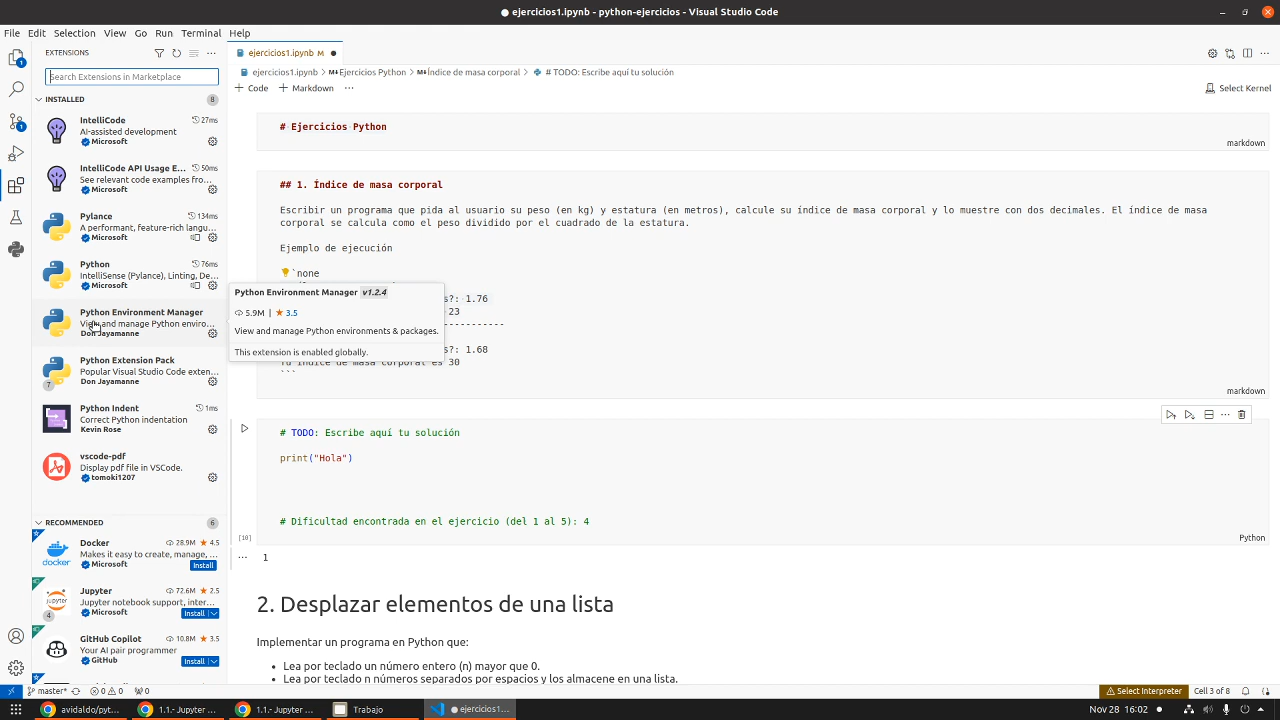 ejercicios1.ipynb - python-ejercicios - Visual Studio Code
File Edit Selection View Go Run Terminal Help
EXTENSIONS
ejercicios1.ipynb M
Search Extensions in Marketplace
ejercicios1.ipynb > M↓Ejercicios Python > M↓Índice de masa corporal > # TODO: Escribe aquí tu solución
+ Code + Markdown ...
Select Kernel
INSTALLED 8
IntelliCode 27ms
AI-assisted development
Microsoft
IntelliCode API Usage E... 50ms
See relevant code examples fro...
Microsoft
Pylance 134ms
A performant, feature-rich langu...
Microsoft
Python 76ms
IntelliSense (Pylance), Linting, De...
Microsoft
Python Environment Manager
View and manage Python enviro...
Don Jayamanne
Python Extension Pack
Popular Visual Studio Code exten...
7 Don Jayamanne
Python Indent 1ms
Correct Python indentation
Kevin Rose
vscode-pdf
Display pdf file in VSCode.
tomoki1207
RECOMMENDED 6
Docker 28.9M ★ 4.5
Makes it easy to create, manage, ...
Microsoft Install
Jupyter 72.6M ★ 2.5
Jupyter notebook support, inter...
4 Microsoft Install
GitHub Copilot 10.8M ★ 3.5
Your AI pair programmer
GitHub Install
Python Environment Manager v1.2.4
5.9M | ★ 3.5
View and manage Python environments & packages.
This extension is enabled globally.
# Ejercicios Python
markdown
## 1. Índice de masa corporal
Escribir un programa que pida al usuario su peso (en kg) y estatura (en metros), calcule su índice de masa corporal y lo muestre con dos decimales. El índice de masa
corporal se calcula como el peso dividido por el cuadrado de la estatura.
Ejemplo de ejecución
`none
s?: 1.76
23
-----------
s?: 1.68
Tu índice de masa corporal es 30
```
markdown
# TODO: Escribe aquí tu solución
print("Hola")
# Dificultad encontrada en el ejercicio (del 1 al 5): 4
[10]
Python
... 1
2. Desplazar elementos de una lista
Implementar un programa en Python que:
• Lea por teclado un número entero (n) mayor que 0.
• Lea por teclado n números separados por espacios y los almacene en una lista.
master* 0 0 0
Select Interpreter Cell 3 of 8
avidaldo/pyt... 1.1.- Jupyter ... 1.1.- Jupyter ... Trabajo ● ejercicios1.ip...
Nov 28 16:02